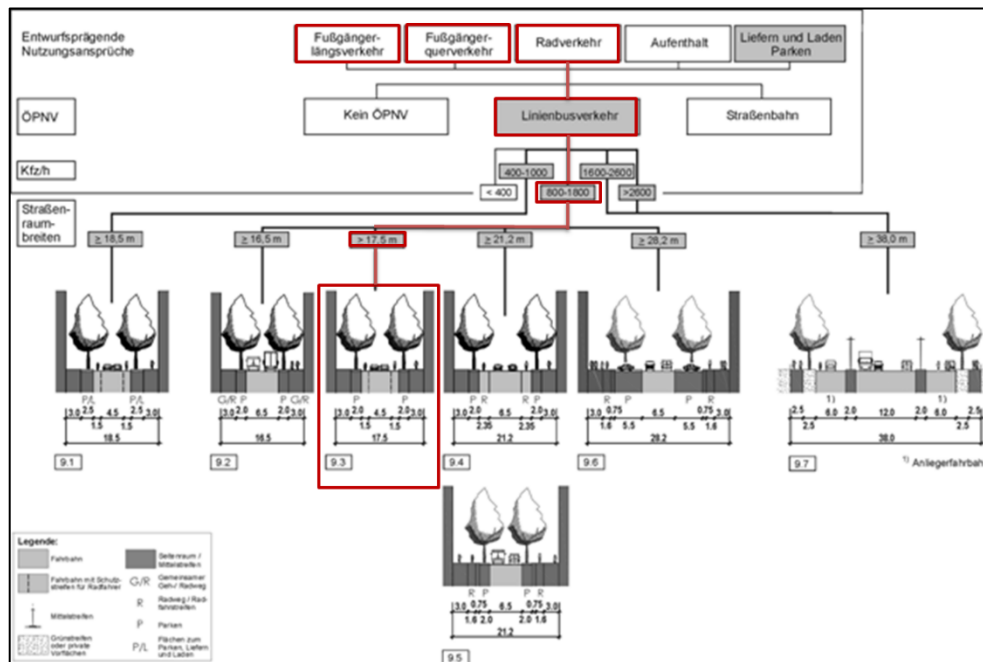 Entwurfsprägende
Nutzungsansprüche
Fußgänger-
längsverkehr
Fußgänger-
querverkehr
Radverkehr
Aufenthalt
Liefern und Laden
Parken
ÖPNV
Kein ÖPNV
Linienbusverkehr
Straßenbahn
Kfz/h
400-1000
1600-2600
< 400
800-1800
>2600
Straßen-
raum-
breiten
≥ 18,5 m
≥ 16,5 m
> 17,5 m
≥ 21,2 m
≥ 28,2 m
≥ 38,0 m
P/L P/L
|3.0 2.5 4.5 2.5 3.0|
1.5 1.5
18.5
9.1
G/R P P G/R
|3.0 2.0 6.5 2.0 3.0|
16.5
9.2
P P
|3.0 2.0 4.5 2.0 3.0|
1.5 1.5
17.5
9.3
P R R P
|3.0 2.0 6.5 2.0 3.0|
2.35 2.35
21.2
9.4
R P P R
|3.0 0.75 6.5 0.75 3.0|
1.6 5.5 5.5 1.6
28.2
9.6
1) 1)
2.5 6.0 2.0 12.0 2.0 6.0 2.5
2.5 2.5
38.0
9.7
1) Anliegerfahrbah
R P P R
|3.0 0.75 6.5 0.75 3.0|
1.6 2.0 2.0 1.6
21.2
9.5
Legende:
Fahrbahn
Fahrbahn mit Schutz-
streifen für Radfahrer
Mittelstreifen
Grünstreifen
oder private
Vorflächen
Seitenraum /
Mittelstreifen
G/R Gemeinsamer
Geh-/ Radweg
R Radweg / Rad-
fahrstreifen
P Parken
P/L Flächen zum
Parken, Liefern
und Laden